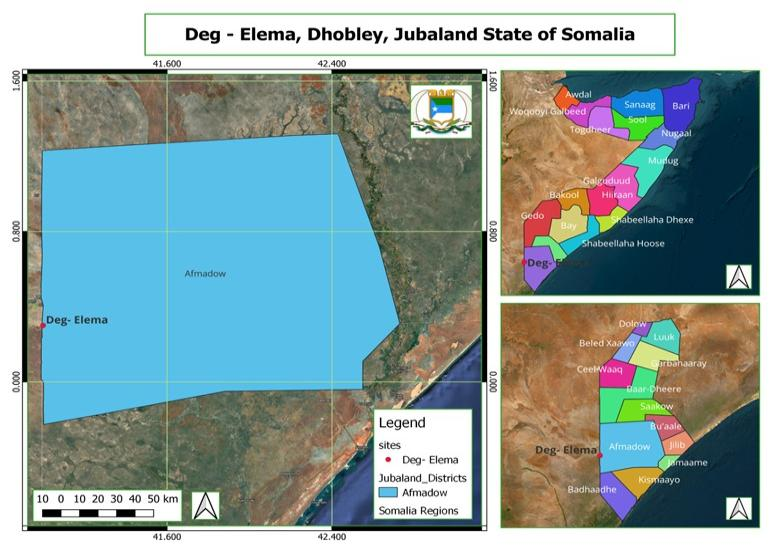 Deg - Elema, Dhobley, Jubaland State of Somalia
41.600 42.400
1.600 1.600
0.800 0.800
0.000 0.000
Afmadow
Deg- Elema
Legend
sites
Deg- Elema
Jubaland_Districts
Afmadow
Somalia Regions
10 0 10 20 30 40 50 km
41.600 42.400
Awdal
Woqooyi Galbeed
Togdheer
Sanaag
Sool
Bari
Nugaal
Mudug
Galguduud
Bakool
Hiiraan
Gedo
Bay
Shabeellaha Dhexe
Shabeellaha Hoose
Deg- Elema
Dolow
Luuk
Beled Xaawo
Garbahaaray
Ceel-Waaq
Baar-Dheere
Saakow
Bu'aale
Deg- Elema
Afmadow
Jilib
Jamaame
Kismaayo
Badhaadhe